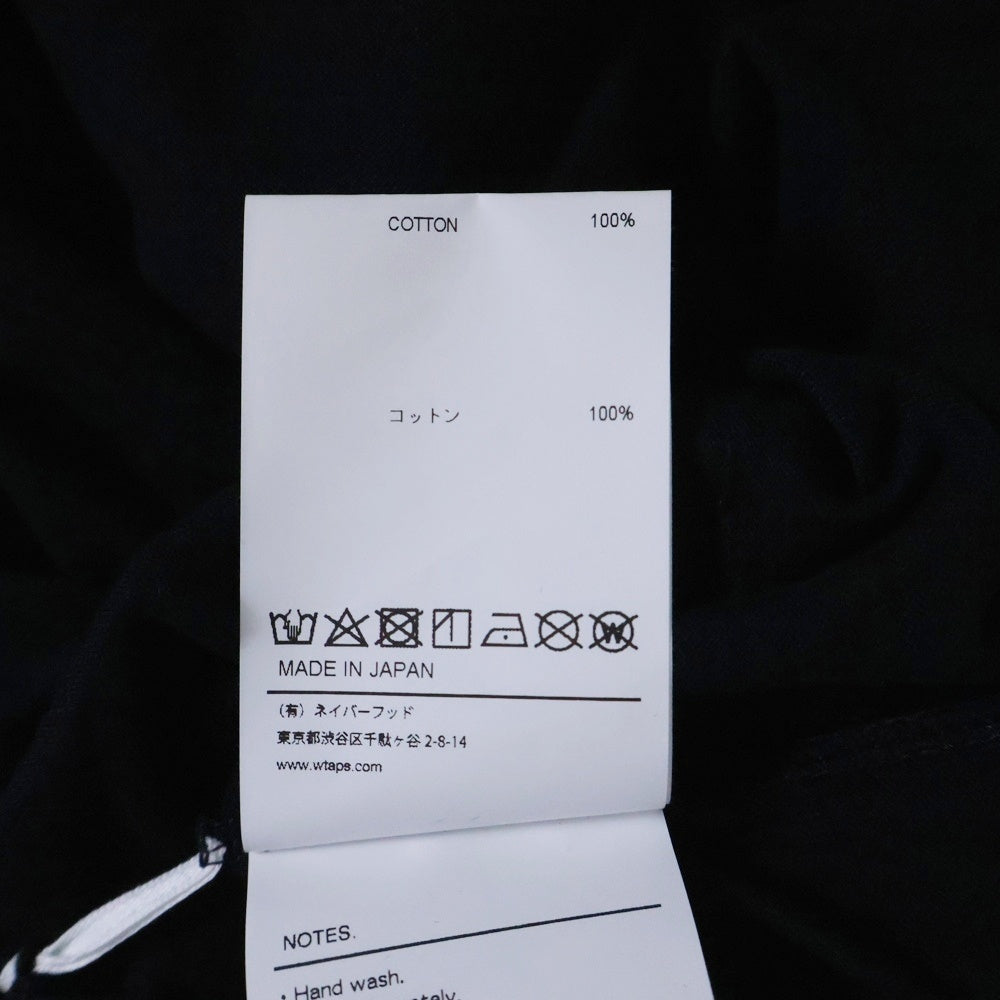 COTTON 100%
コットン 100%
W
MADE IN JAPAN
（有）ネイバーフッド
東京都渋谷区千駄ヶ谷 2-8-14
www.wtaps.com
NOTES.
・Hand wash.